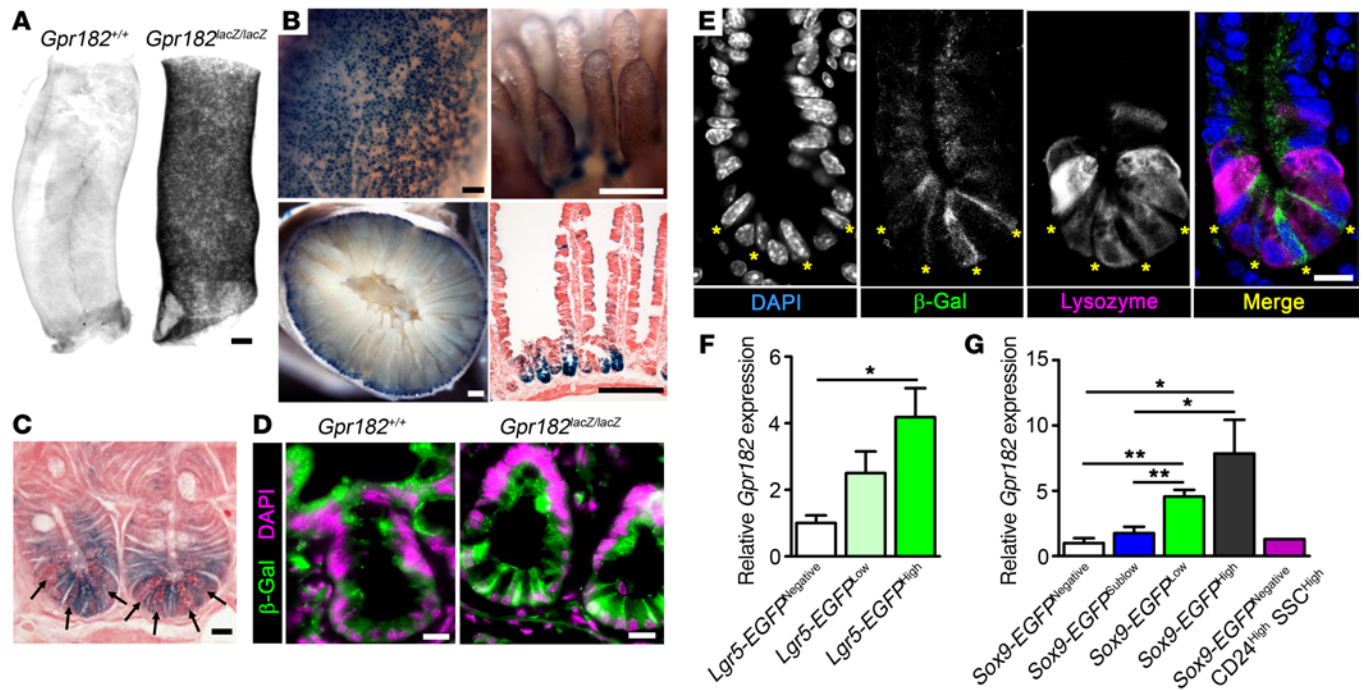 A
Gpr182+/+ Gpr182lacZ/lacZ
B
C
D
Gpr182+/+ Gpr182lacZ/lacZ
β-Gal DAPI
E
DAPI β-Gal Lysozyme Merge
* * * *
* * * *
* * * *
* * * *
F
Relative Gpr182 expression
6
4
2
0
*
Lgr5-EGFPNegative
Lgr5-EGFPLow
Lgr5-EGFPHigh
G
Relative Gpr182 expression
15
10
5
0
*
*
**
**
Sox9-EGFPNegative
Sox9-EGFPSublow
Sox9-EGFPLow
Sox9-EGFPHigh
Sox9-EGFPNegative
CD24High SSCHigh